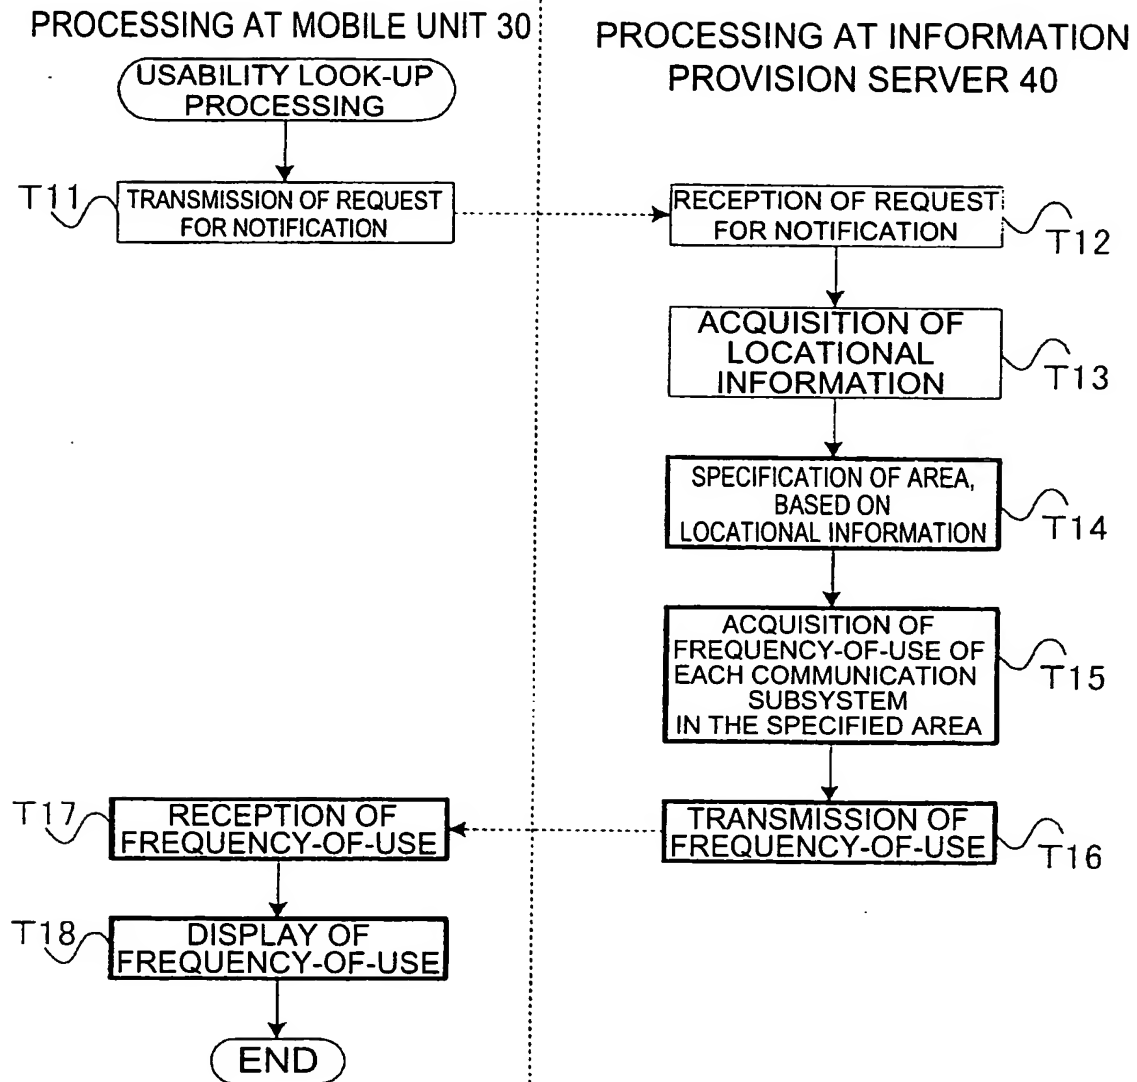 PROCESSING AT MOBILE UNIT 30
PROCESSING AT INFORMATION
PROVISION SERVER 40
USABILITY LOOK-UP
PROCESSING
T11
TRANSMISSION OF REQUEST
FOR NOTIFICATION
RECEPTION OF REQUEST
FOR NOTIFICATION
T12
ACQUISITION OF
LOCATIONAL
INFORMATION
T13
SPECIFICATION OF AREA,
BASED ON
LOCATIONAL INFORMATION
T14
ACQUISITION OF
FREQUENCY-OF-USE OF
EACH COMMUNICATION
SUBSYSTEM
IN THE SPECIFIED AREA
T15
TRANSMISSION OF
FREQUENCY-OF-USE
T16
T17
RECEPTION OF
FREQUENCY-OF-USE
T18
DISPLAY OF
FREQUENCY-OF-USE
END